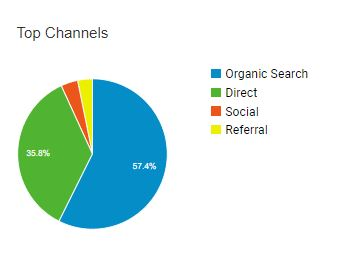 Top Channels
Organic Search
Direct
Social
Referral
35.8%
57.4%